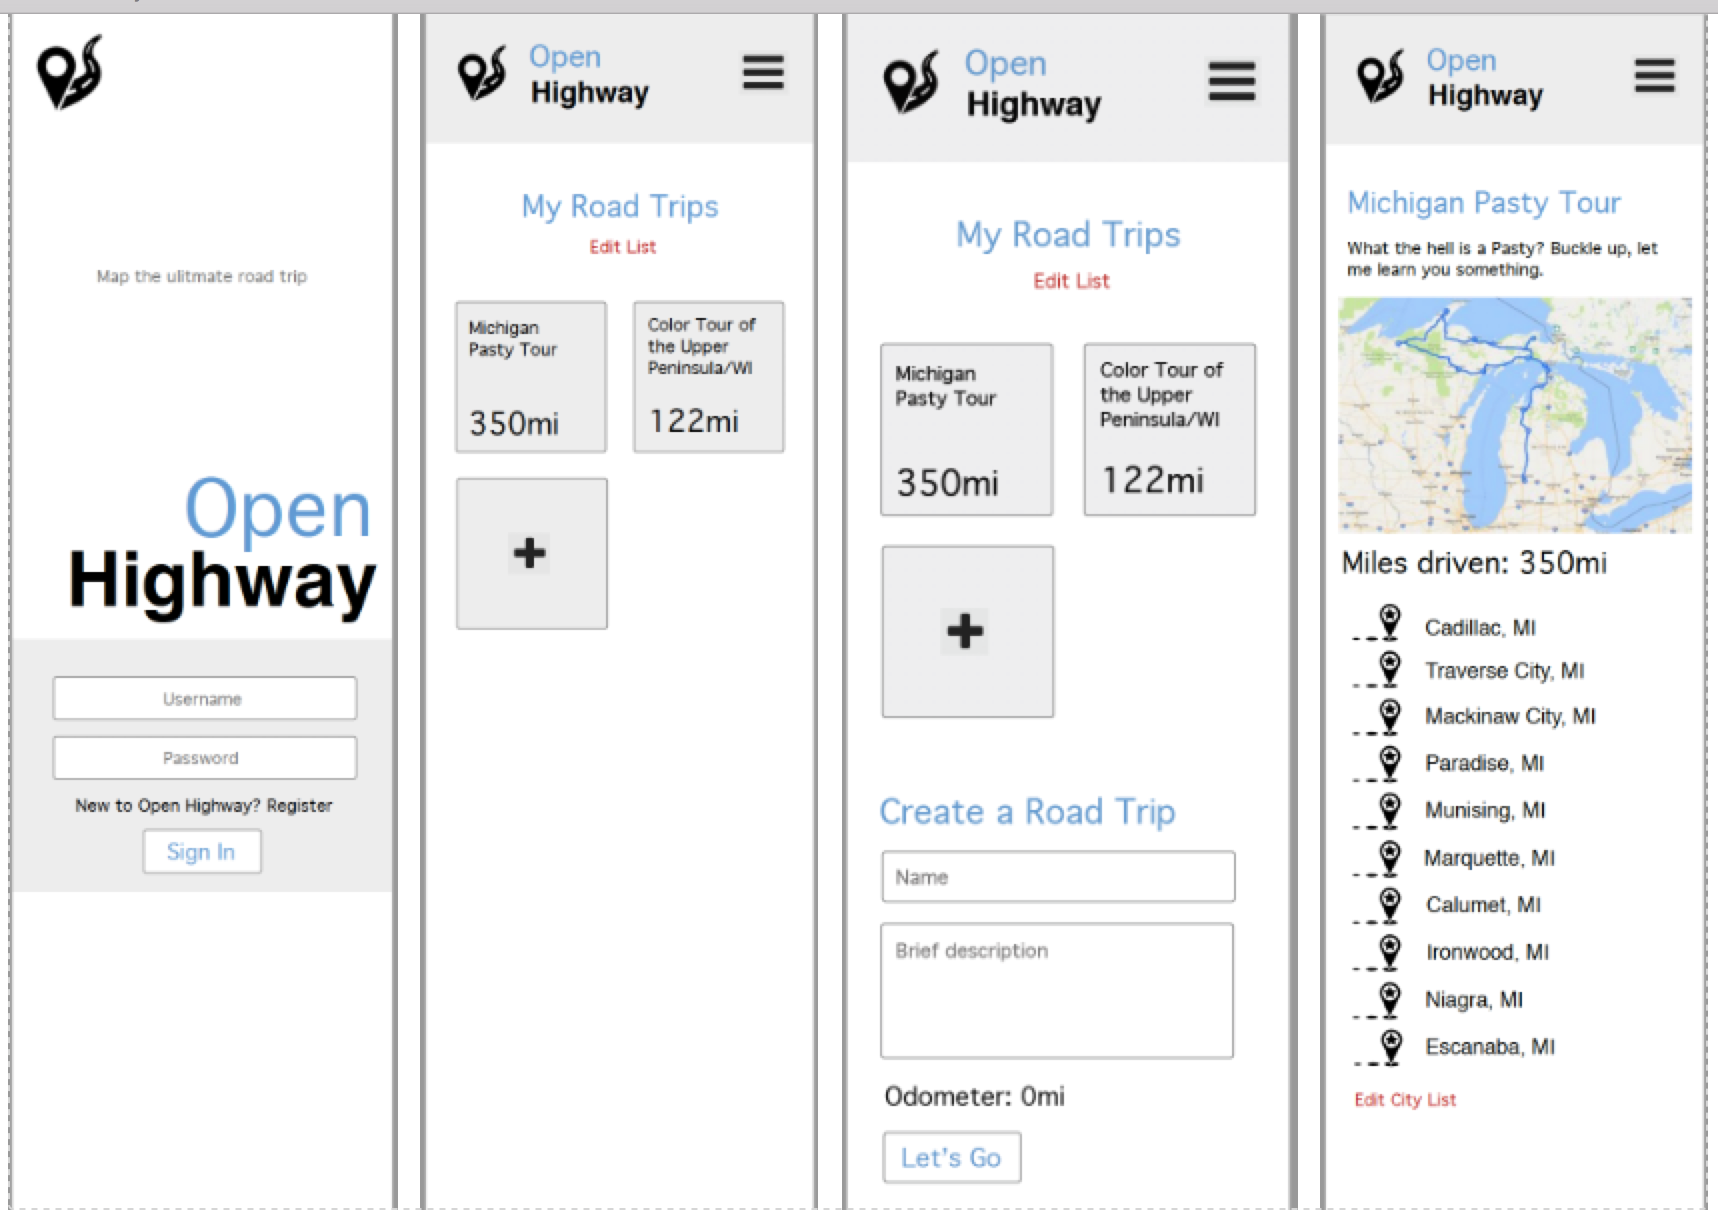 Map the ulitmate road trip
Open
Highway
Username
Password
New to Open Highway? Register
Sign In
Open
Highway
My Road Trips
Edit List
Michigan
Pasty Tour
350mi
Color Tour of
the Upper
Peninsula/WI
122mi
Open
Highway
My Road Trips
Edit List
Michigan
Pasty Tour
350mi
Color Tour of
the Upper
Peninsula/WI
122mi
Create a Road Trip
Name
Brief description
Odometer: 0mi
Let's Go
Open
Highway
Michigan Pasty Tour
What the hell is a Pasty? Buckle up, let
me learn you something.
Miles driven: 350mi
Cadillac, MI
Traverse City, MI
Mackinaw City, MI
Paradise, MI
Munising, MI
Marquette, MI
Calumet, MI
Ironwood, MI
Niagra, MI
Escanaba, MI
Edit City List